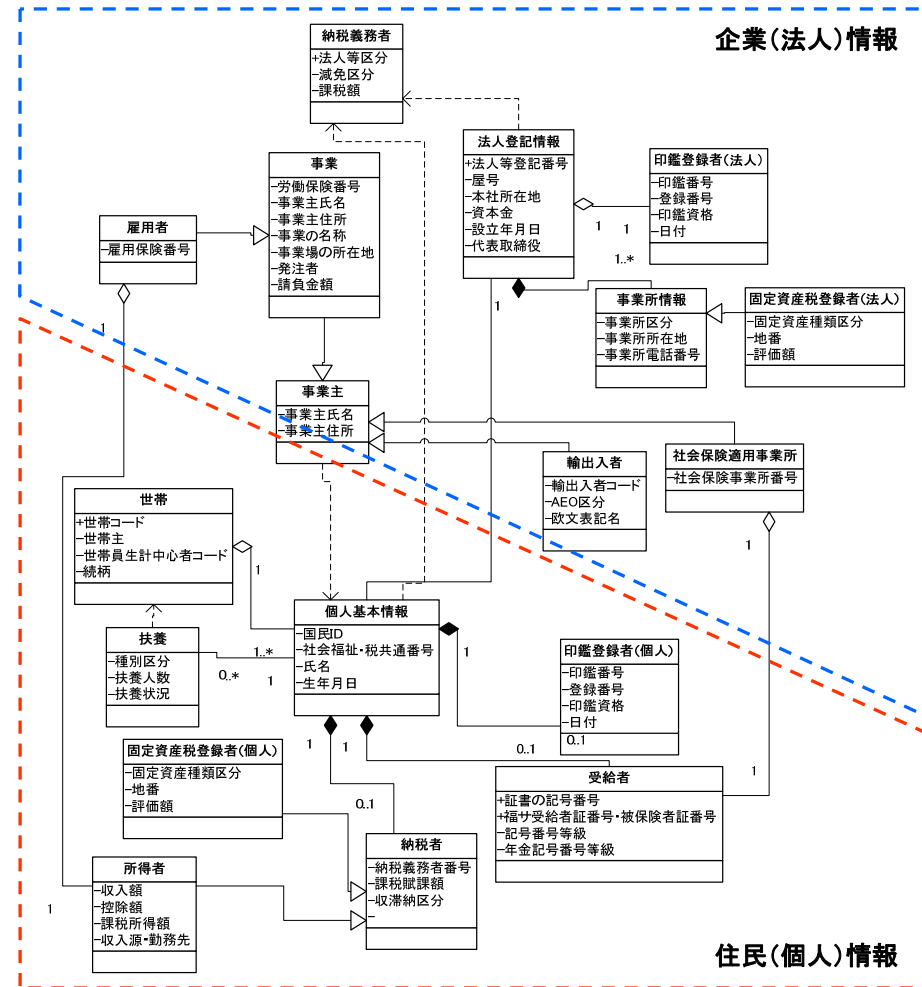 企業(法人)情報
納税義務者
+法人等区分
-減免区分
-課税額
法人登記情報
+法人等登記番号
-屋号
-本社所在地
-資本金
-設立年月日
-代表取締役
印鑑登録者(法人)
-印鑑番号
-登録番号
-印鑑資格
-日付
1
1
事業
-労働保険番号
-事業主氏名
-事業主住所
-事業の名称
-事業場の所在地
-発注者
-請負金額
雇用者
-雇用保険番号
1
1..*
1
事業所情報
-事業所区分
-事業所所在地
-事業所電話番号
固定資産税登録者(法人)
-固定資産種類区分
-地番
-評価額
事業主
-事業主氏名
-事業主住所
輸出入者
-輸出入者コード
-AEO区分
-欧文表記名
社会保険適用事業所
-社会保険事業所番号
1
世帯
+世帯コード
-世帯主
-世帯員生計中心者コード
-続柄
1
扶養
-種別区分
-扶養人数
-扶養状況
1..*
0..*
1
個人基本情報
-国民ID
-社会福祉・税共通番号
-氏名
-生年月日
1
1
1
印鑑登録者(個人)
-印鑑番号
-登録番号
-印鑑資格
-日付
0..1
0..1
固定資産税登録者(個人)
-固定資産種類区分
-地番
-評価額
0..1
受給者
+証書の記号番号
+福サ受給者証番号・被保険者証番号
-記号番号等級
-年金記号番号等級
1
納税者
-納税義務者番号
-課税賦課額
-収滞納区分
-
所得者
-収入額
-控除額
-課税所得額
-収入源・勤務先
1
住民(個人)情報